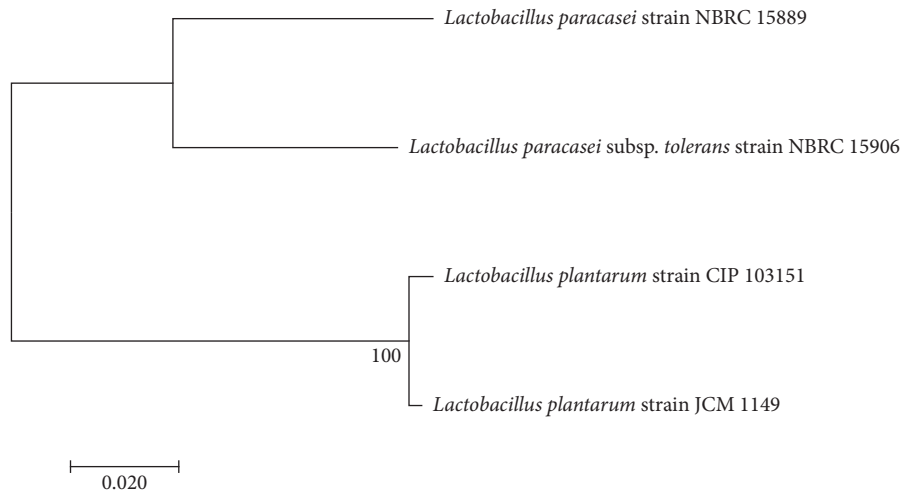 Lactobacillus paracasei strain NBRC 15889
Lactobacillus paracasei subsp. tolerans strain NBRC 15906
Lactobacillus plantarum strain CIP 103151
100
Lactobacillus plantarum strain JCM 1149
0.020